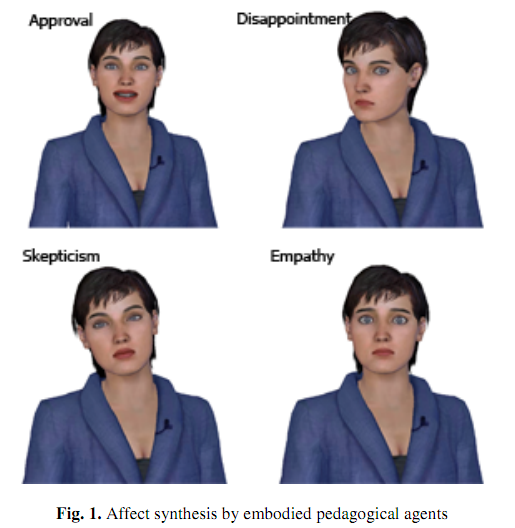 Approval
Disappointment
Skepticism
Empathy
Fig. 1. Affect synthesis by embodied pedagogical agents